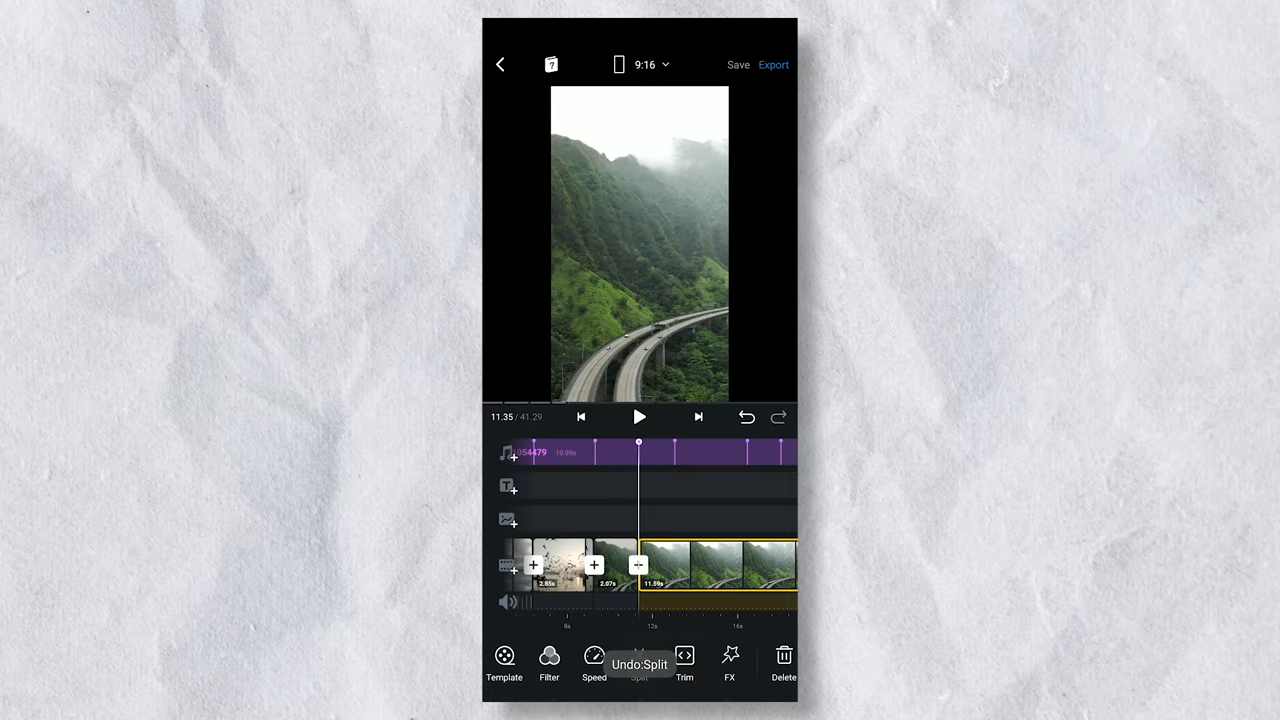 9:16
Save
Export
11.35 / 41.29
054479 19.99s
2.85s
2.07s
11.59s
8s
12s
16s
Template
Filter
Speed
Undo:Split
Trim
FX
Delete